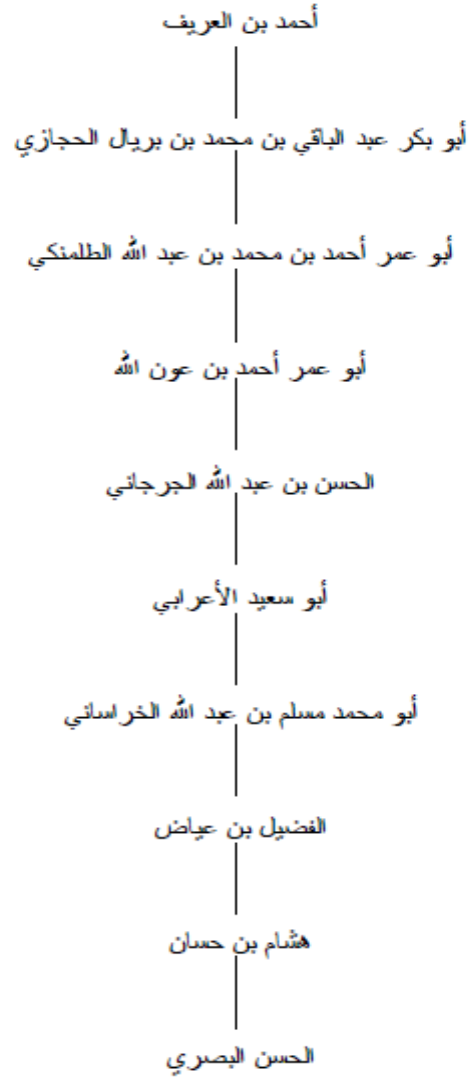 أحمد بن العريف
أبو بكر عبد الباقي بن محمد بن بريال الحجازي
أبو عمر أحمد بن محمد بن عبد الله الطلمنكي
أبو عمر أحمد بن عون الله
الحسن بن عبد الله الجرجاني
أبو سعيد الأعرابي
أبو محمد مسلم بن عبد الله الخراساني
الفضيل بن عياض
هشام بن حسان
الحسن البصري